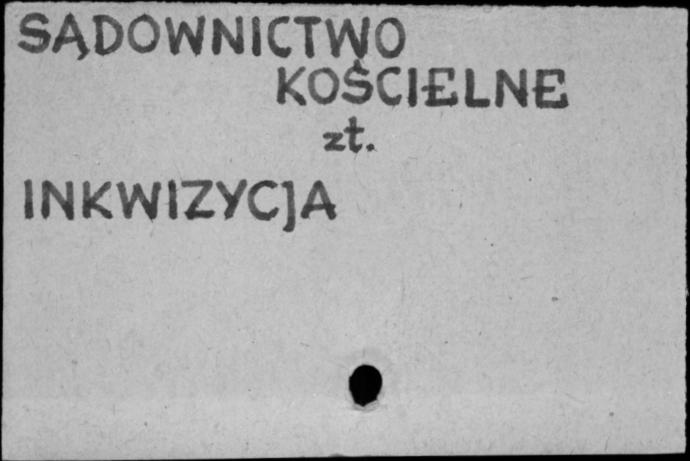 SĄDOWNICTWO
KOŚCIELNE
zt.
INKWIZYCJA